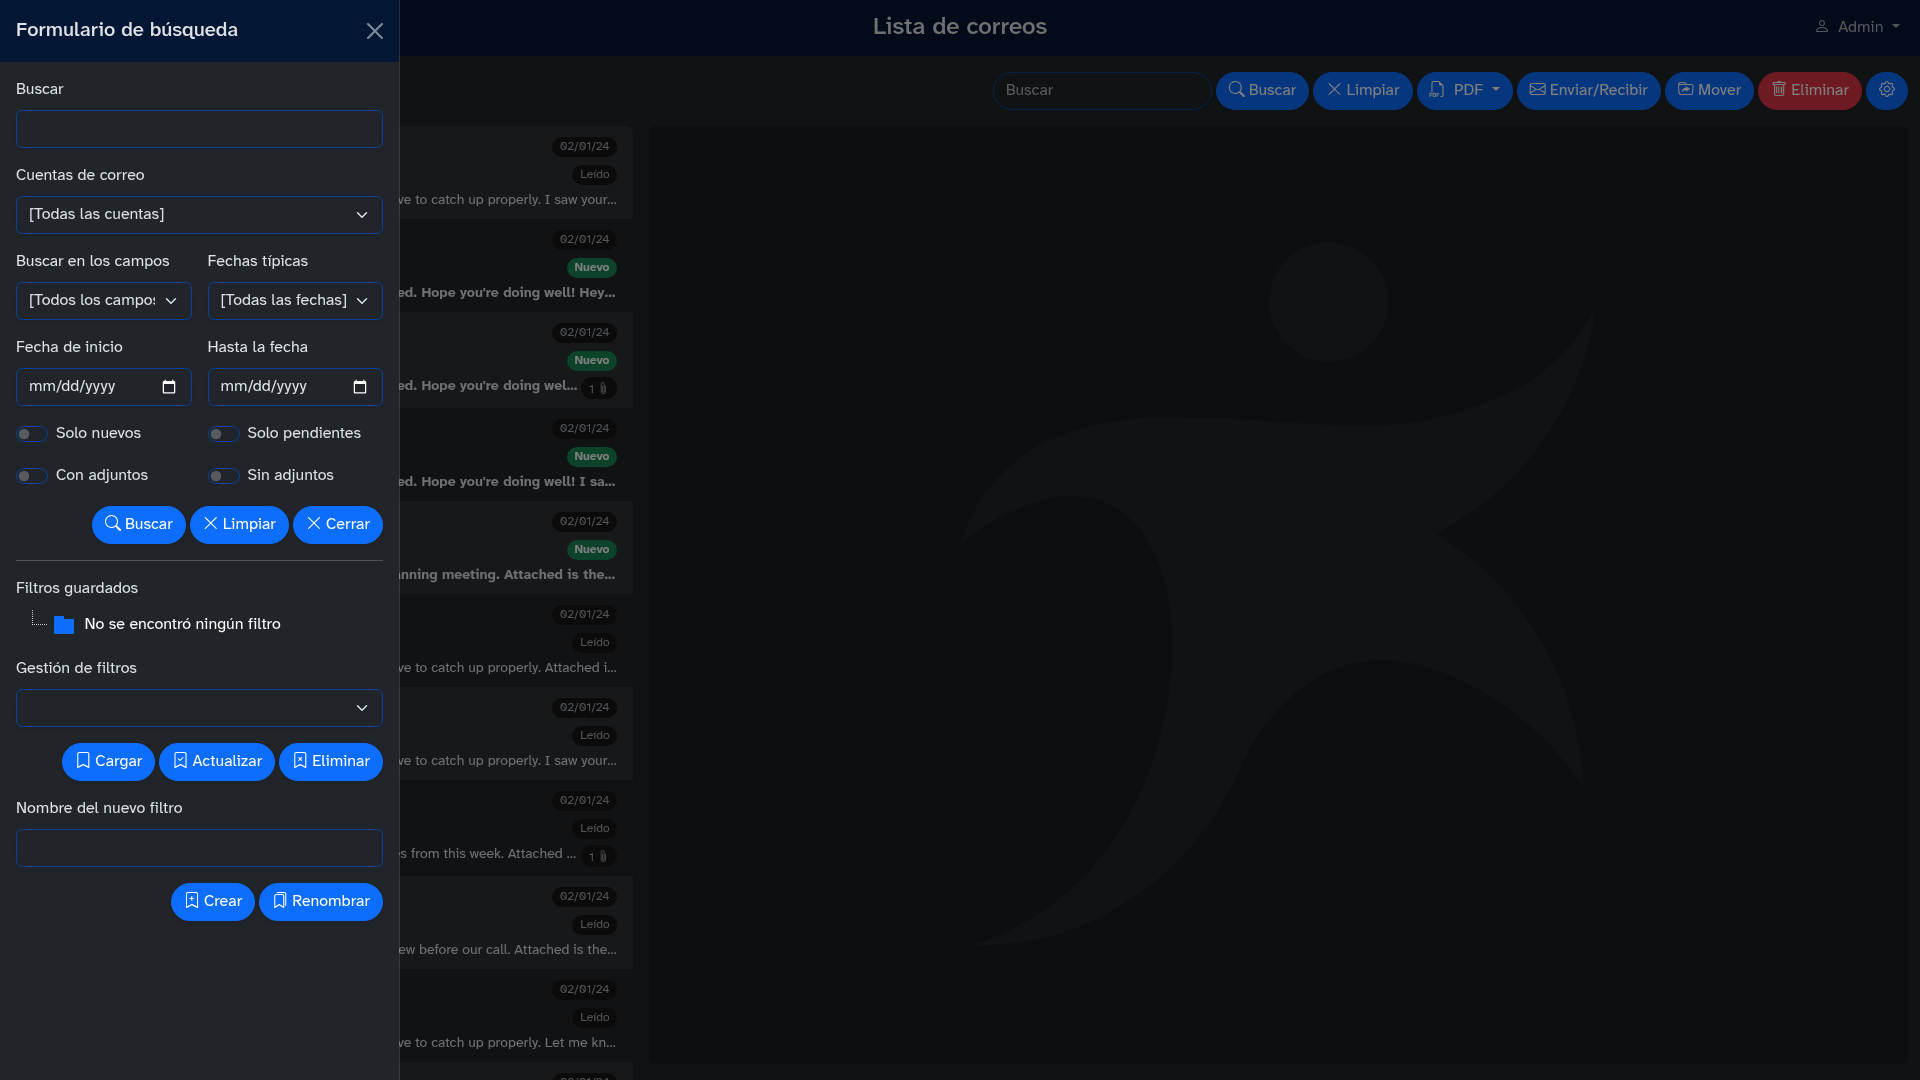 Formulario de búsqueda
Lista de correos
Admin
Buscar
Cuentas de correo
[Todas las cuentas]
Buscar en los campos
Fechas típicas
[Todos los campos
[Todas las fechas]
Fecha de inicio
Hasta la fecha
mm/dd/yyyy
mm/dd/yyyy
Solo nuevos
Solo pendientes
Con adjuntos
Sin adjuntos
Buscar
Limpiar
Cerrar
Filtros guardados
No se encontró ningún filtro
Gestión de filtros
Cargar
Actualizar
Eliminar
Nombre del nuevo filtro
Crear
Renombrar
Buscar
Buscar
Limpiar
PDF
Enviar/Recibir
Mover
Eliminar
02/01/24
Leído
ve to catch up properly. I saw your...
02/01/24
Nuevo
ed. Hope you're doing well! Hey...
02/01/24
Nuevo
ed. Hope you're doing wel...
1
02/01/24
Nuevo
ed. Hope you're doing well! I sa...
02/01/24
Nuevo
nning meeting. Attached is the...
02/01/24
Leído
ve to catch up properly. Attached i...
02/01/24
Leído
ve to catch up properly. I saw your...
02/01/24
Leído
s from this week. Attached ...
1
02/01/24
Leído
ew before our call. Attached is the...
02/01/24
Leído
ve to catch up properly. Let me kn...